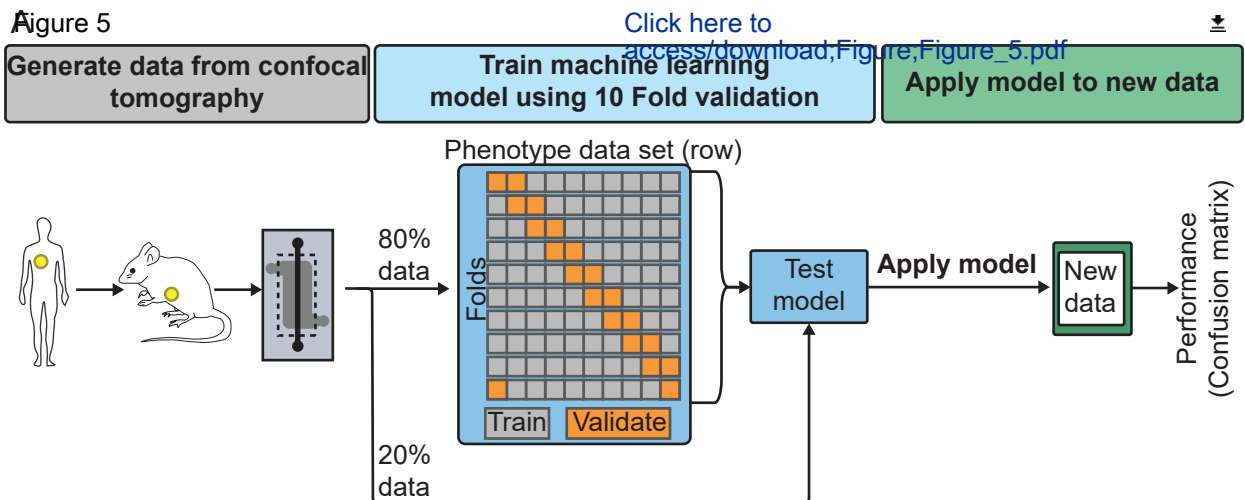 Figure 5
A
Click here to
access/download;Figure;Figure_5.pdf
Generate data from confocal
tomography
Train machine learning
model using 10 Fold validation
Apply model to new data
Phenotype data set (row)
Folds
80%
data
Train
Validate
20%
data
Test
model
Apply model
New
data
Performance
(Confusion matrix)